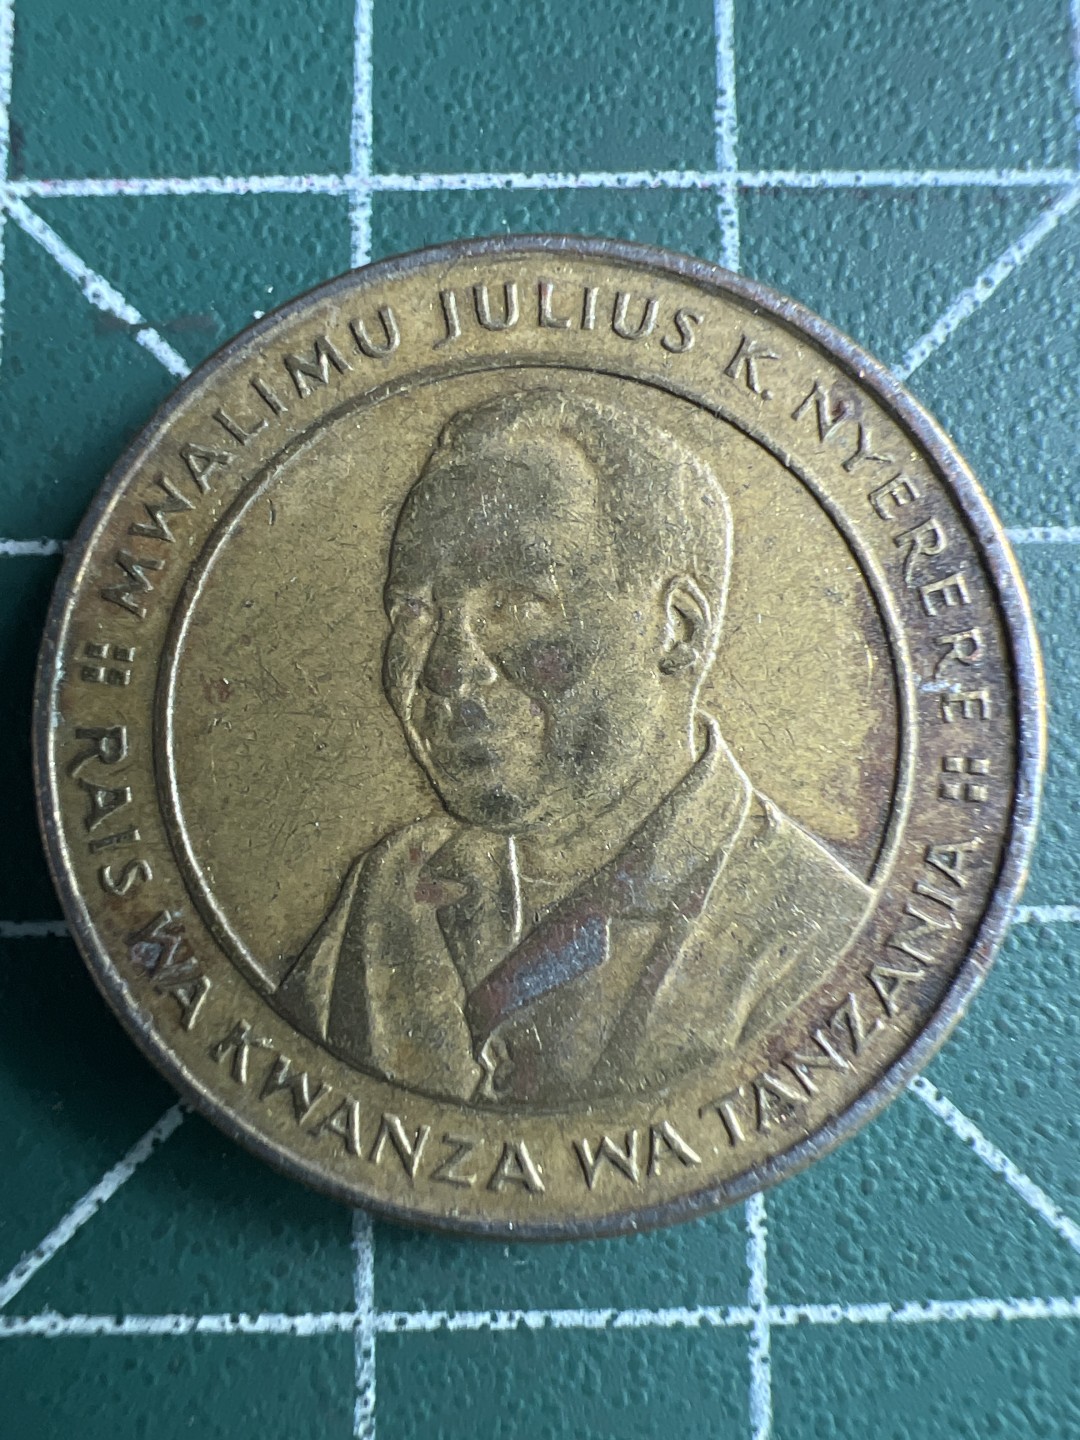 MWALIMU JULIUS K. NYERERE
RAIS WA KWANZA WA TANZANIA